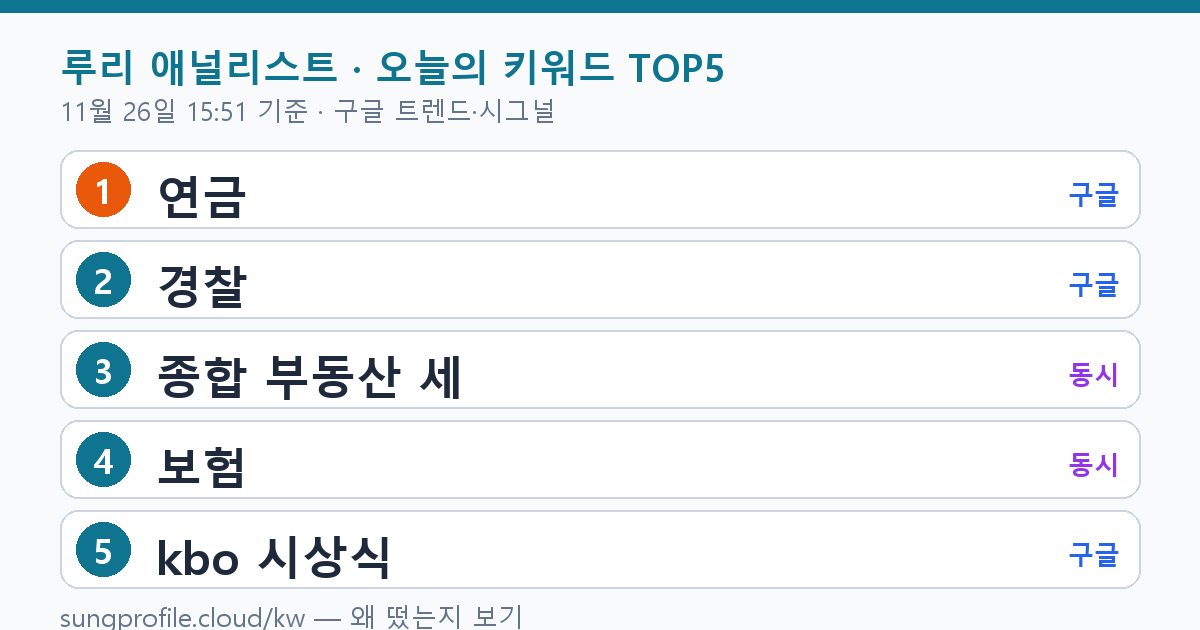 루리 애널리스트 · 오늘의 키워드 TOP5
11월 26일 15:51 기준 · 구글 트렌드·시그널
1 연금 구글
2 경찰 구글
3 종합 부동산 세 동시
4 보험 동시
5 kbo 시상식 구글
sungprofile.cloud/kw — 왜 떴는지 보기